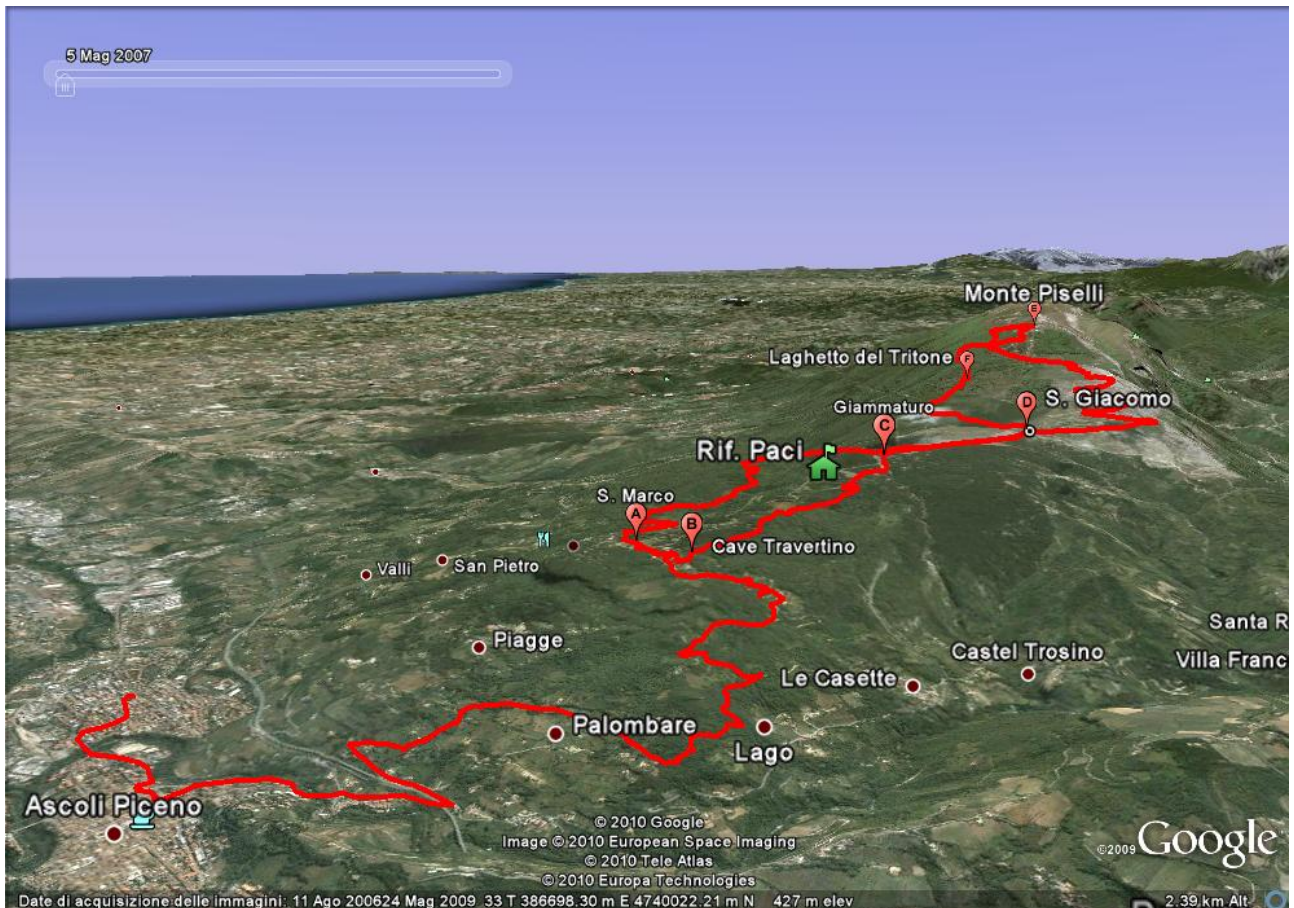 5 Mag 2007
Monte Piselli
E
Laghetto del Tritone
F
S. Giacomo
D
Giammaturo
C
Rif. Paci
S. Marco
A
B
Cave Travertino
Valli
San Pietro
Piagge
Santa R
Castel Trosino
Villa Franc
Le Casette
Palombare
Lago
Ascoli Piceno
© 2010 Google
Image © 2010 European Space Imaging
© 2010 Tele Atlas
© 2010 Europa Technologies
©2009 Google
Date di acquisizione delle immagini: 11 Ago 200624 Mag 2009 33 T 386698.30 m E 4740022.21 m N 427 m elev
2.39 km Alt